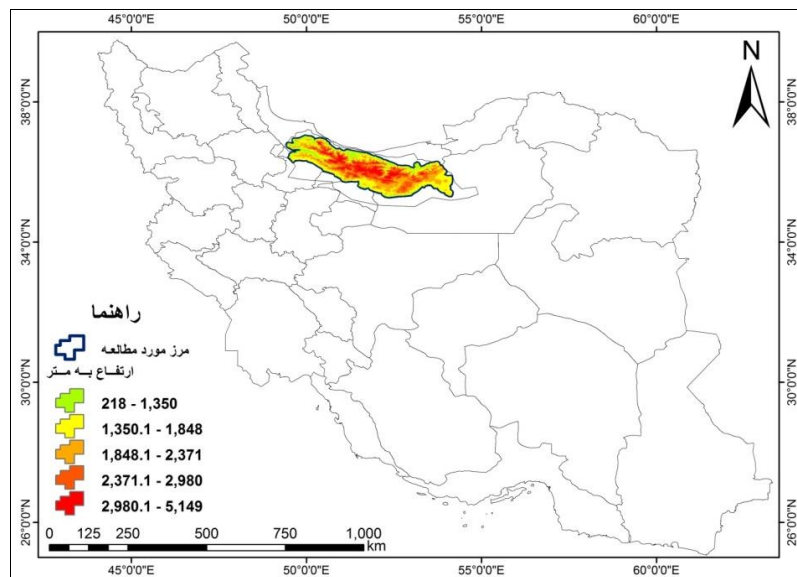 45°0'0"E 50°0'0"E 55°0'0"E 60°0'0"E
N
38°0'0"N 38°0'0"N
34°0'0"N 34°0'0"N
30°0'0"N 30°0'0"N
26°0'0"N 26°0'0"N
راهنما
مرز مورد مطالعه
ارتفاع به متر
218 - 1,350
1,350.1 - 1,848
1,848.1 - 2,371
2,371.1 - 2,980
2,980.1 - 5,149
0 125 250 500 750 1,000
km
45°0'0"E 50°0'0"E 55°0'0"E 60°0'0"E